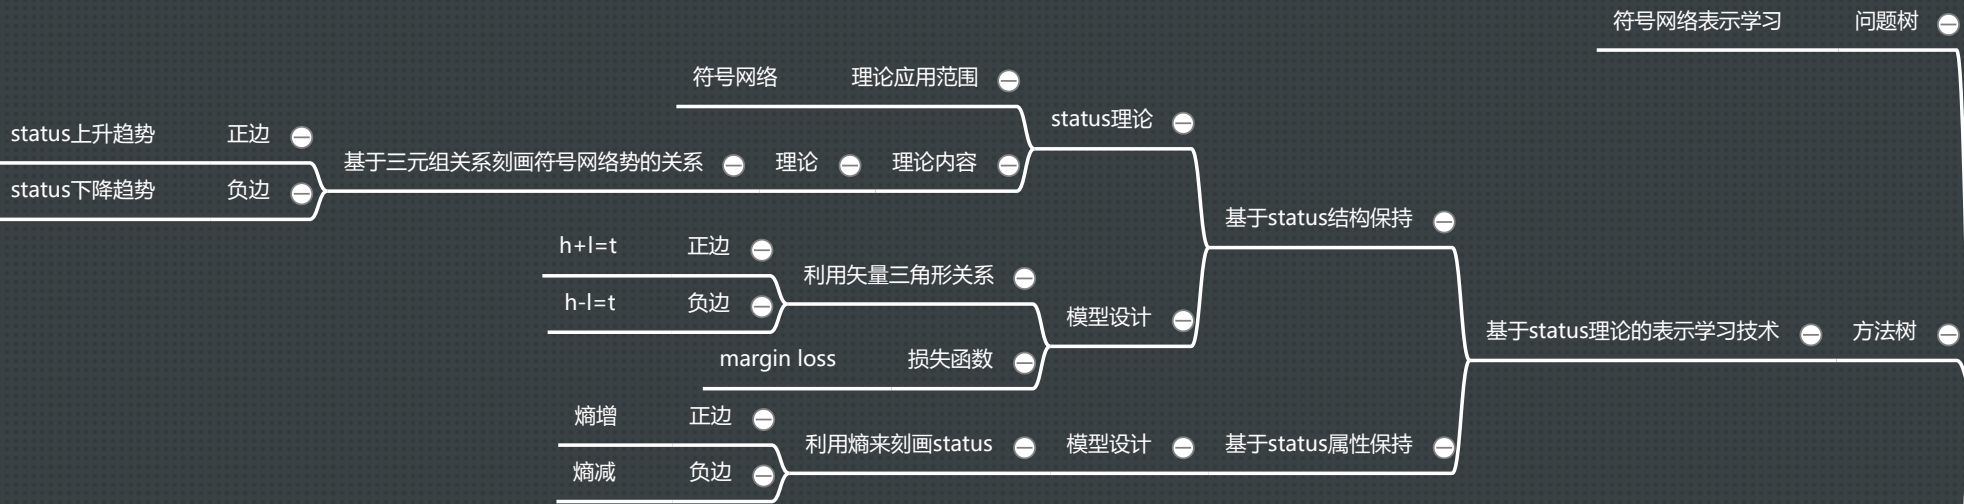 符号网络表示学习 问题树
符号网络 理论应用范围
status理论
status上升趋势 正边
基于三元组关系刻画符号网络势的关系 理论 理论内容
status下降趋势 负边
基于status结构保持
h+l=t 正边
利用矢量三角形关系
h-l=t 负边
模型设计
基于status理论的表示学习技术 方法树
margin loss 损失函数
熵增 正边
利用熵来刻画status 模型设计 基于status属性保持
熵减 负边